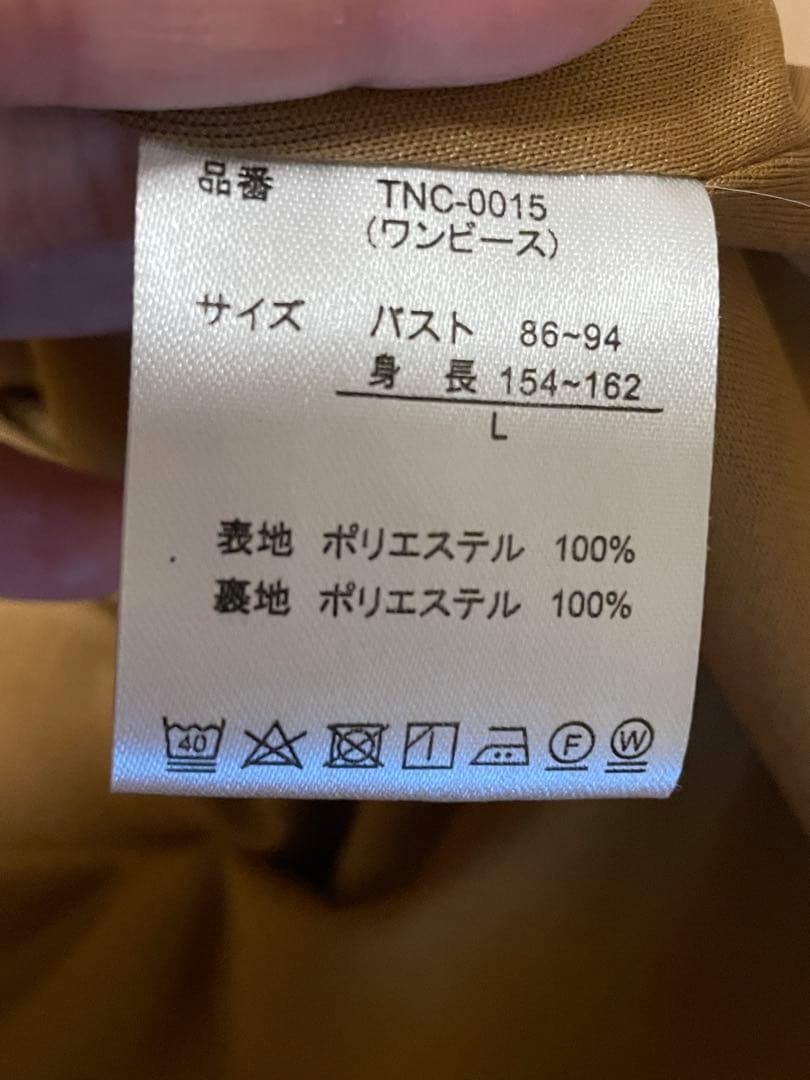 品番 TNC-0015
(ワンピース)
サイズ バスト 86~94
身 長 154~162
L
表地 ポリエステル 100%
裏地 ポリエステル 100%
40 F W